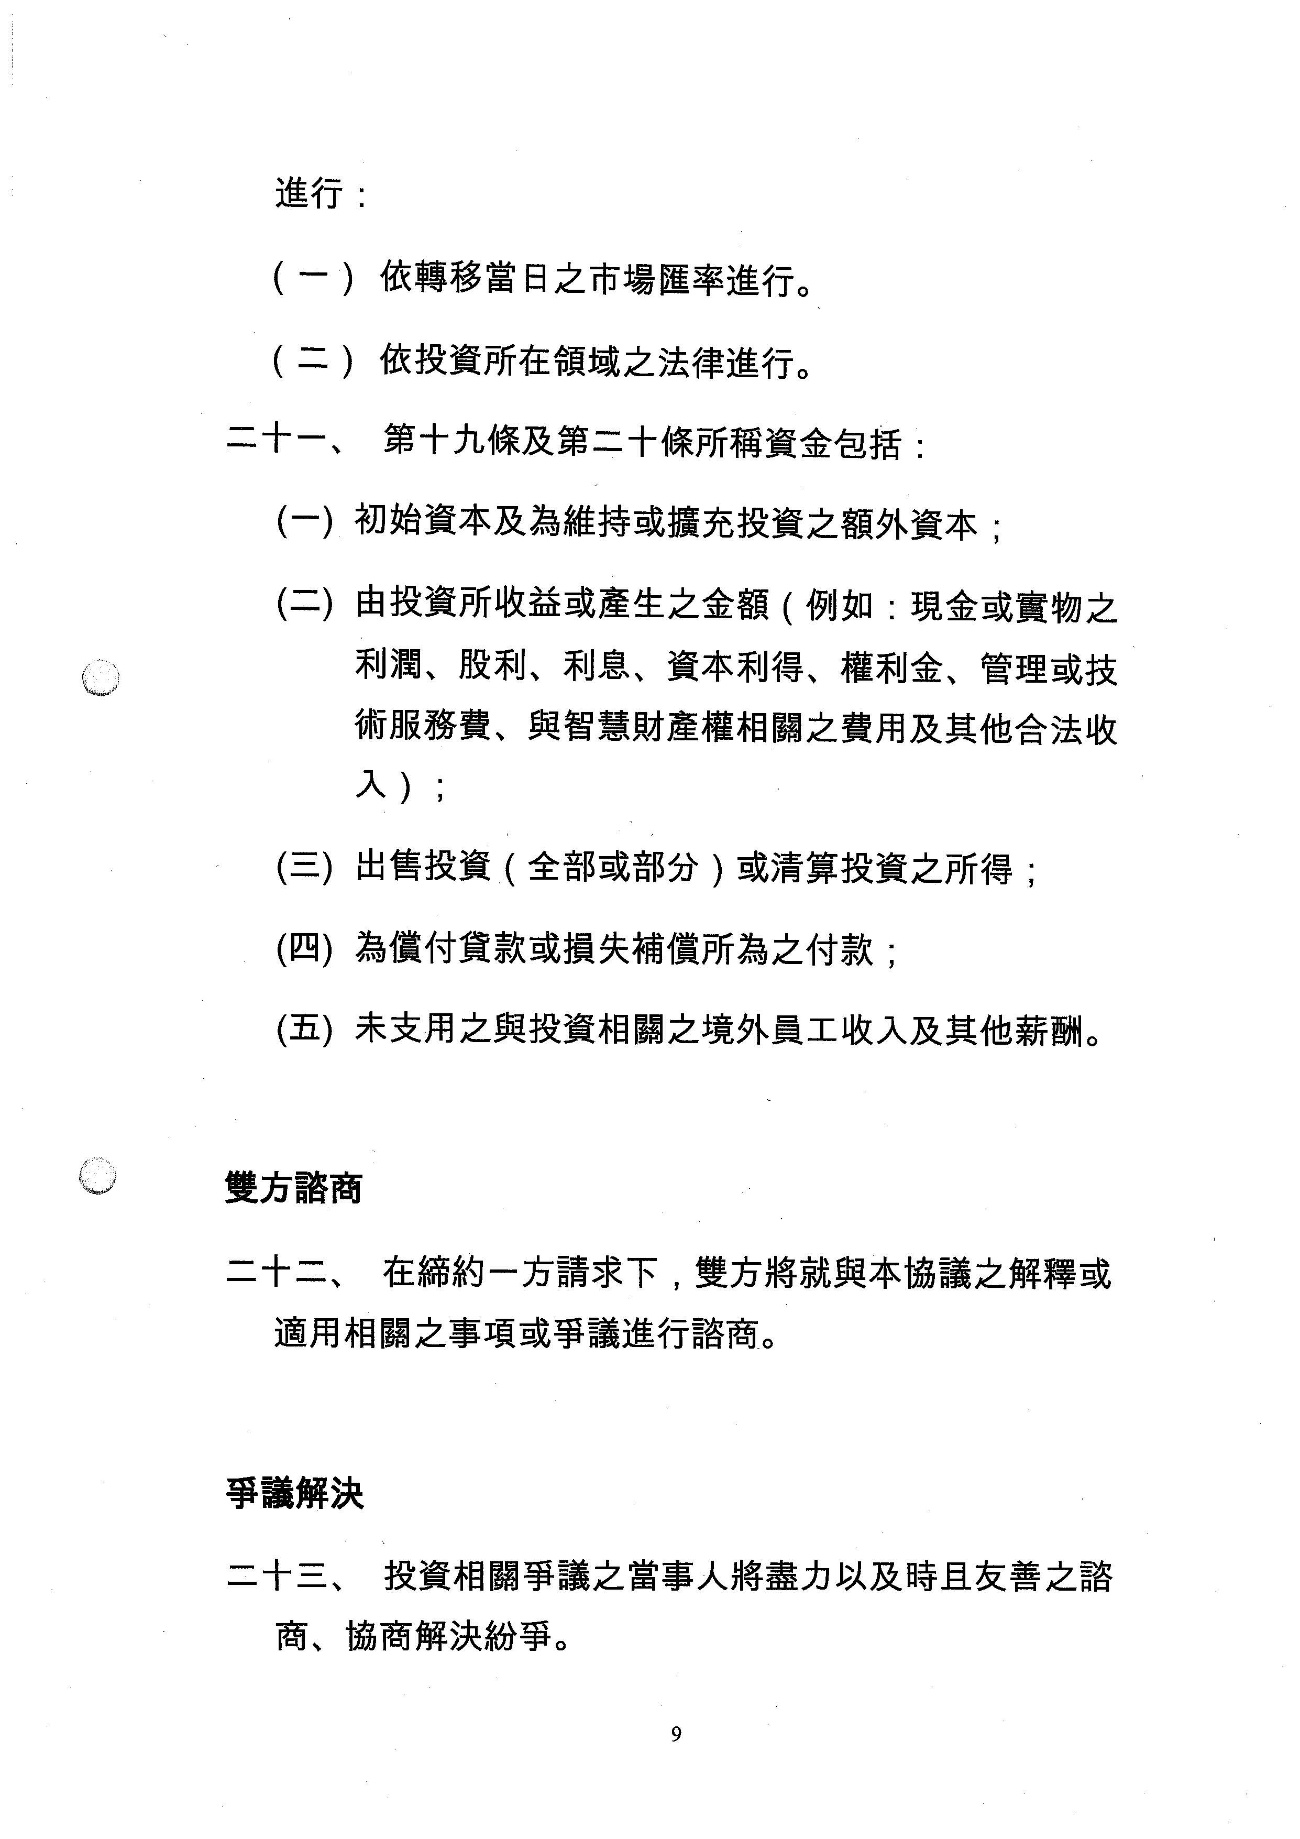 進行：
（一） 依轉移當日之市場匯率進行。
（二） 依投資所在領域之法律進行。
二十一、 第十九條及第二十條所稱資金包括：
(一) 初始資本及為維持或擴充投資之額外資本；
(二) 由投資所收益或產生之金額（例如：現金或實物之
利潤、股利、利息、資本利得、權利金、管理或技
術服務費、與智慧財產權相關之費用及其他合法收
入）；
(三) 出售投資（全部或部分）或清算投資之所得；
(四) 為償付貸款或損失補償所為之付款；
(五) 未支用之與投資相關之境外員工收入及其他薪酬。
雙方諮商
二十二、 在締約一方請求下，雙方將就與本協議之解釋或
適用相關之事項或爭議進行諮商。
爭議解決
二十三、 投資相關爭議之當事人將盡力以及時且友善之諮
商、協商解決紛爭。
9